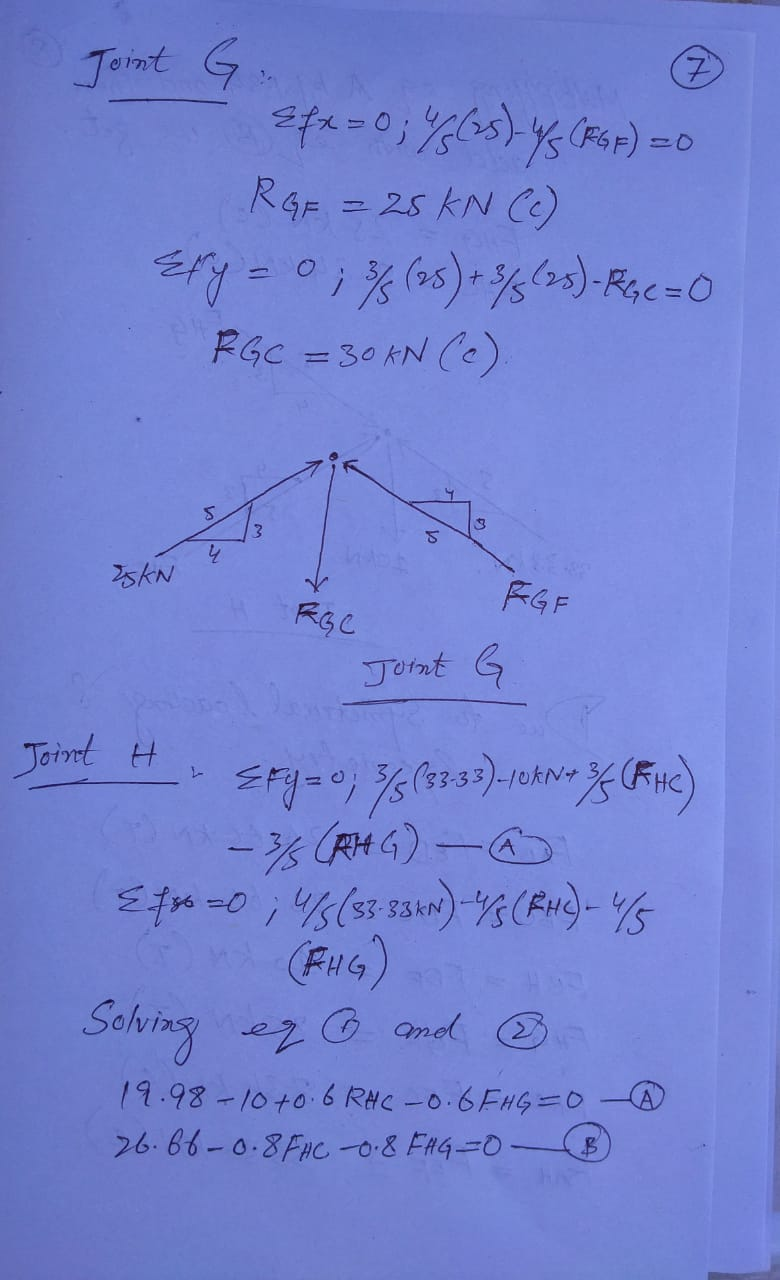 Joint G :
7
Σfx = 0 ; 4/5 (25) - 4/5 (FGF) = 0
RGF = 25 KN (C)
Σfy = 0 ; 3/5 (25) + 3/5 (25) - FGC = 0
FGC = 30 KN (C).
5
3
4
25KN
4
3
5
FGC
FGF
Joint G
Joint H :
ΣFy = 0 ; 3/5 (33.33) - 10KN + 3/5 (FHC)
- 3/5 (FHG) — A
Σfx = 0 ; 4/5 (33.33KN) - 4/5 (FHC) - 4/5
(FHG)
Solving eq ① and ②
19.98 - 10 + 0.6 RHC - 0.6 FHG = 0 — A
26.66 - 0.8 FHC - 0.8 FHG = 0 — B